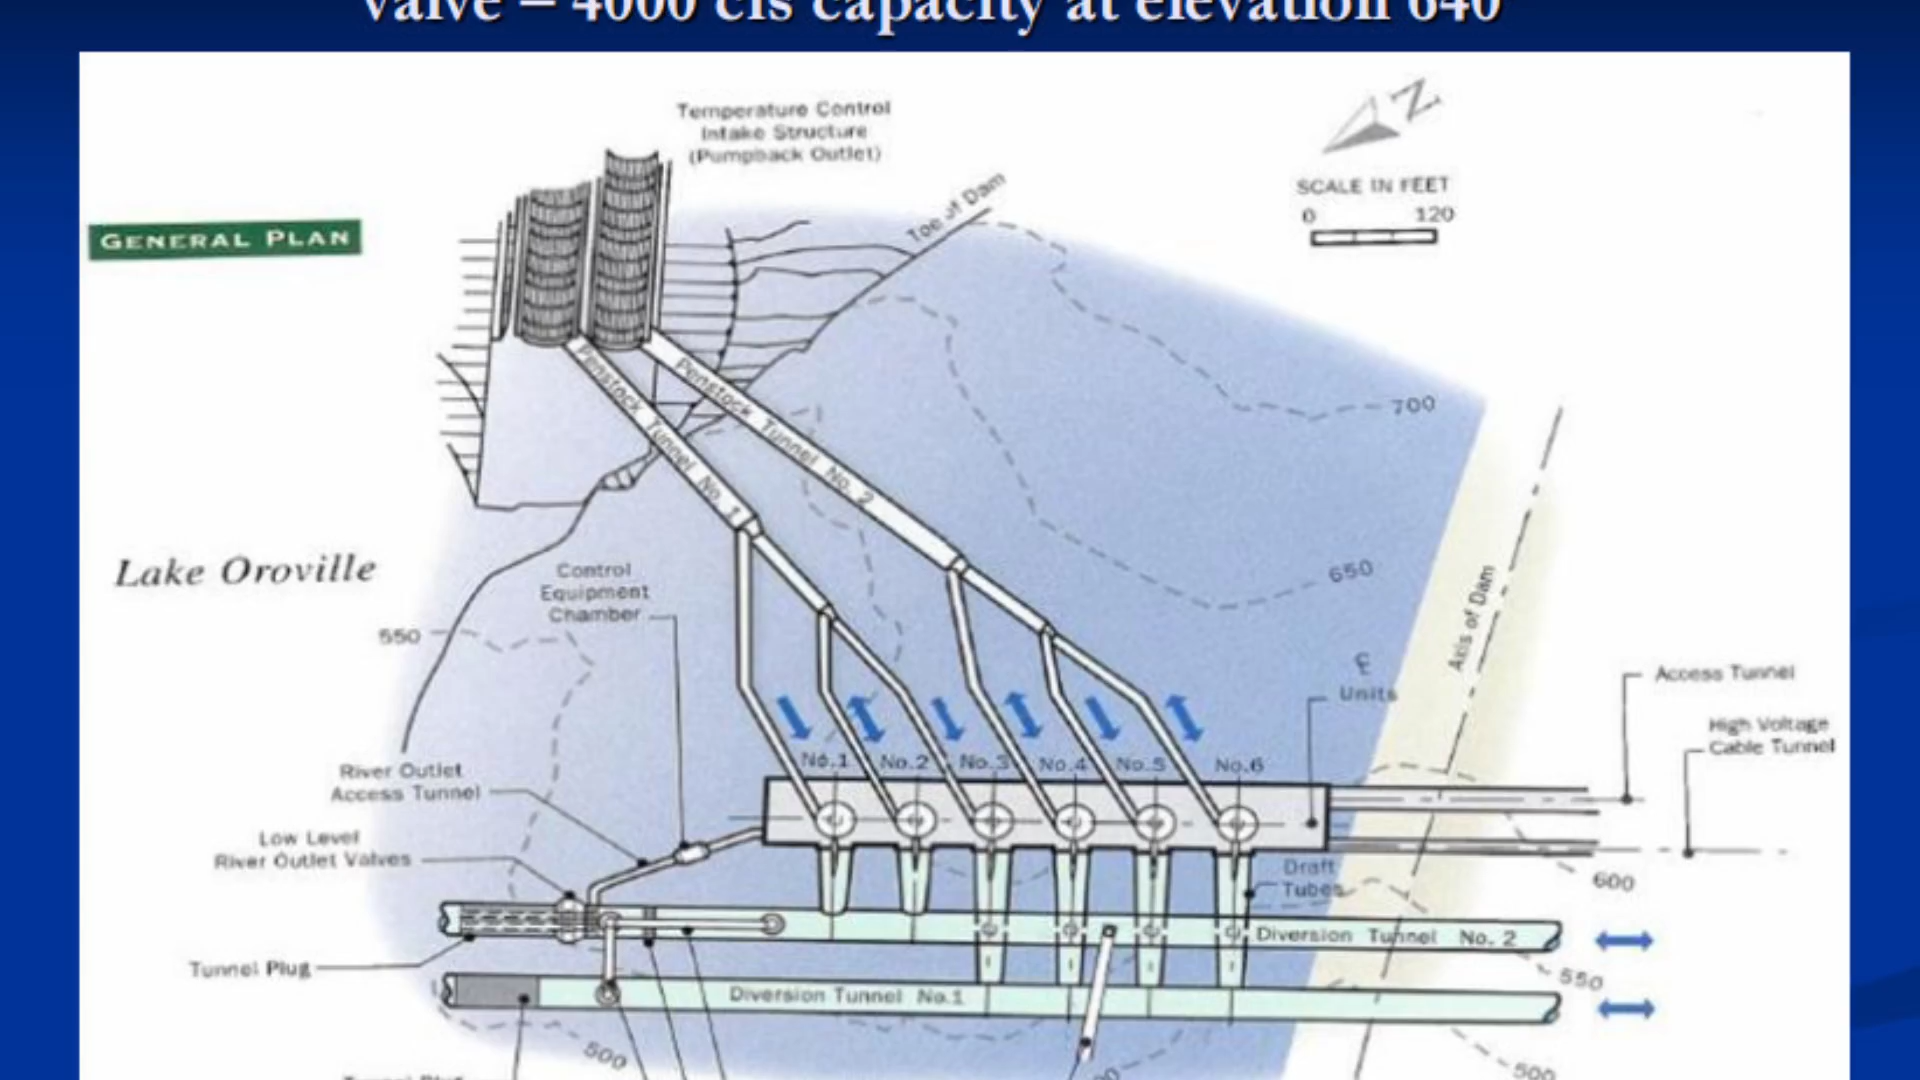 valve – 4000 cfs capacity at elevation 640
Temperature Control
Intake Structure
(Pumpback Outlet)
N
SCALE IN FEET
0 120
GENERAL PLAN
Toe of Dam
Penstock Tunnel No. 1
Penstock Tunnel No. 2
700
650
Lake Oroville
Control
Equipment
Chamber
550
Axis of Dam
℄
Units
Access Tunnel
High Voltage
Cable Tunnel
No.1 No.2 No.3 No.4 No.5 No.6
River Outlet
Access Tunnel
Low Level
River Outlet Valves
Draft
Tubes
600
Diversion Tunnel No. 2
Tunnel Plug
550
Diversion Tunnel No.1
500
500